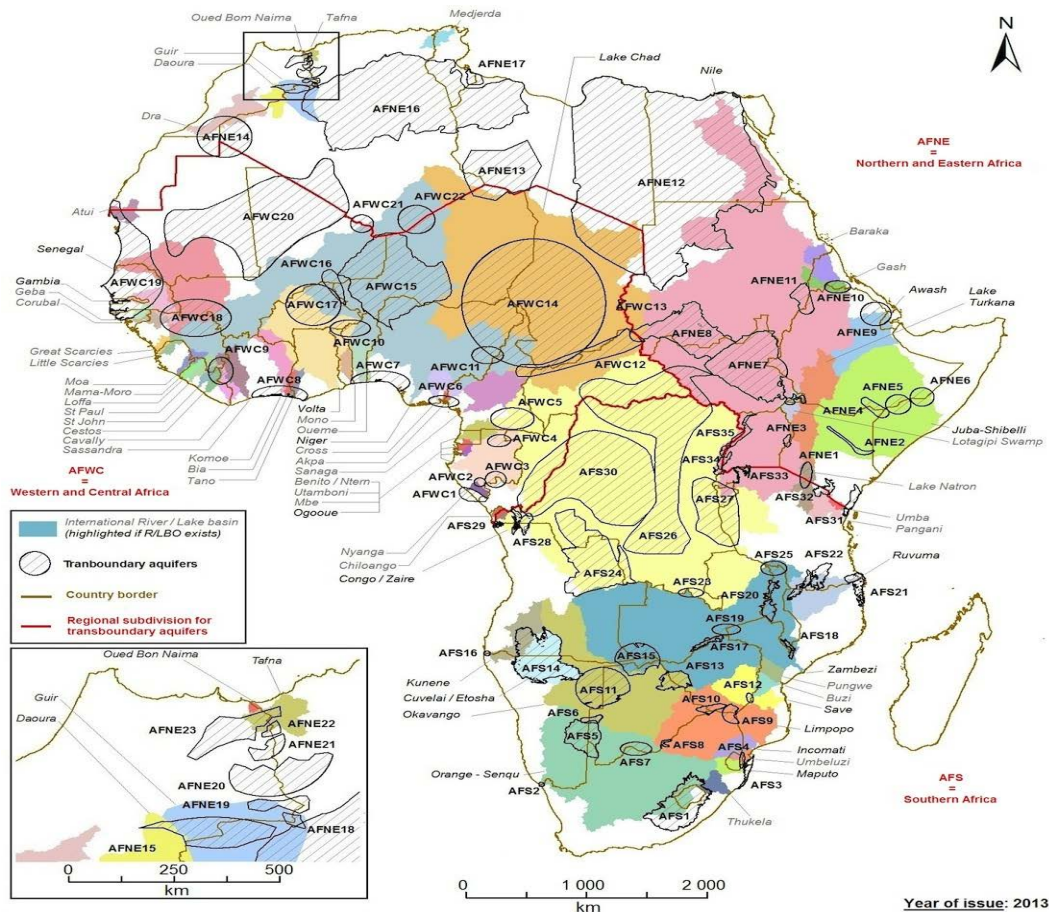 Oued Bom Naima
Tafna
Medjerda
N
Guir
Daoura
AFNE17
Lake Chad
Nile
AFNE16
Dra
AFNE14
AFNE13
AFNE12
AFNE
=
Northern and Eastern Africa
Atui
AFWC20
AFWC21
AFWC22
Senegal
Baraka
Gash
Gambia
Geba
Corubal
AFWC19
AFWC16
AFWC15
AFWC17
AFWC18
AFWC14
AFWC13
AFNE11
AFNE10
Awash
Lake
Turkana
AFNE9
AFNE8
Great Scarcies
Little Scarcies
AFWC9
AFWC10
AFWC8
AFWC7
AFWC11
AFWC6
AFWC12
AFNE7
AFNE6
AFNE5
AFNE4
Moa
Mama-Moro
Loffa
St Paul
St John
Cestos
Cavally
Sassandra
Komoe
Bia
Tano
Volta
Mono
Oueme
Niger
Cross
Akpa
Sanaga
Benito / Ntem
Utamboni
Mbe
Ogooue
AFWC5
AFWC4
AFWC3
AFWC2
AFWC1
AFNE3
AFNE2
Juba-Shibelli
Lotagipi Swamp
AFS35
AFS34
AFNE1
AFS33
AFS32
AFS31
Lake Natron
Umba
Pangani
AFWC
=
Western and Central Africa
International River / Lake basin
(highlighted if R/LBO exists)
Tranboundary aquifers
Country border
Regional subdivision for
transboundary aquifers
AFS30
AFS29
AFS28
AFS27
AFS26
AFS24
Nyanga
Chiloango
Congo / Zaire
AFS25
AFS23
AFS22
Ruvuma
AFS21
AFS20
AFS19
AFS18
AFS17
AFS16
AFS15
AFS14
AFS13
AFS12
AFS11
AFS10
AFS9
Kunene
Cuvelai / Etosha
Okavango
Zambezi
Pungwe
Buzi
Save
Limpopo
AFS6
AFS5
AFS7
AFS8
AFS4
Incomati
Umbeluzi
Maputo
Orange - Senqu
AFS2
AFS3
AFS1
Thukela
AFS
=
Southern Africa
Oued Bon Naima
Tafna
Guir
Daoura
AFNE23
AFNE22
AFNE21
AFNE20
AFNE19
AFNE18
AFNE15
0 250 500
km
0 1 000 2 000
km
Year of issue: 2013